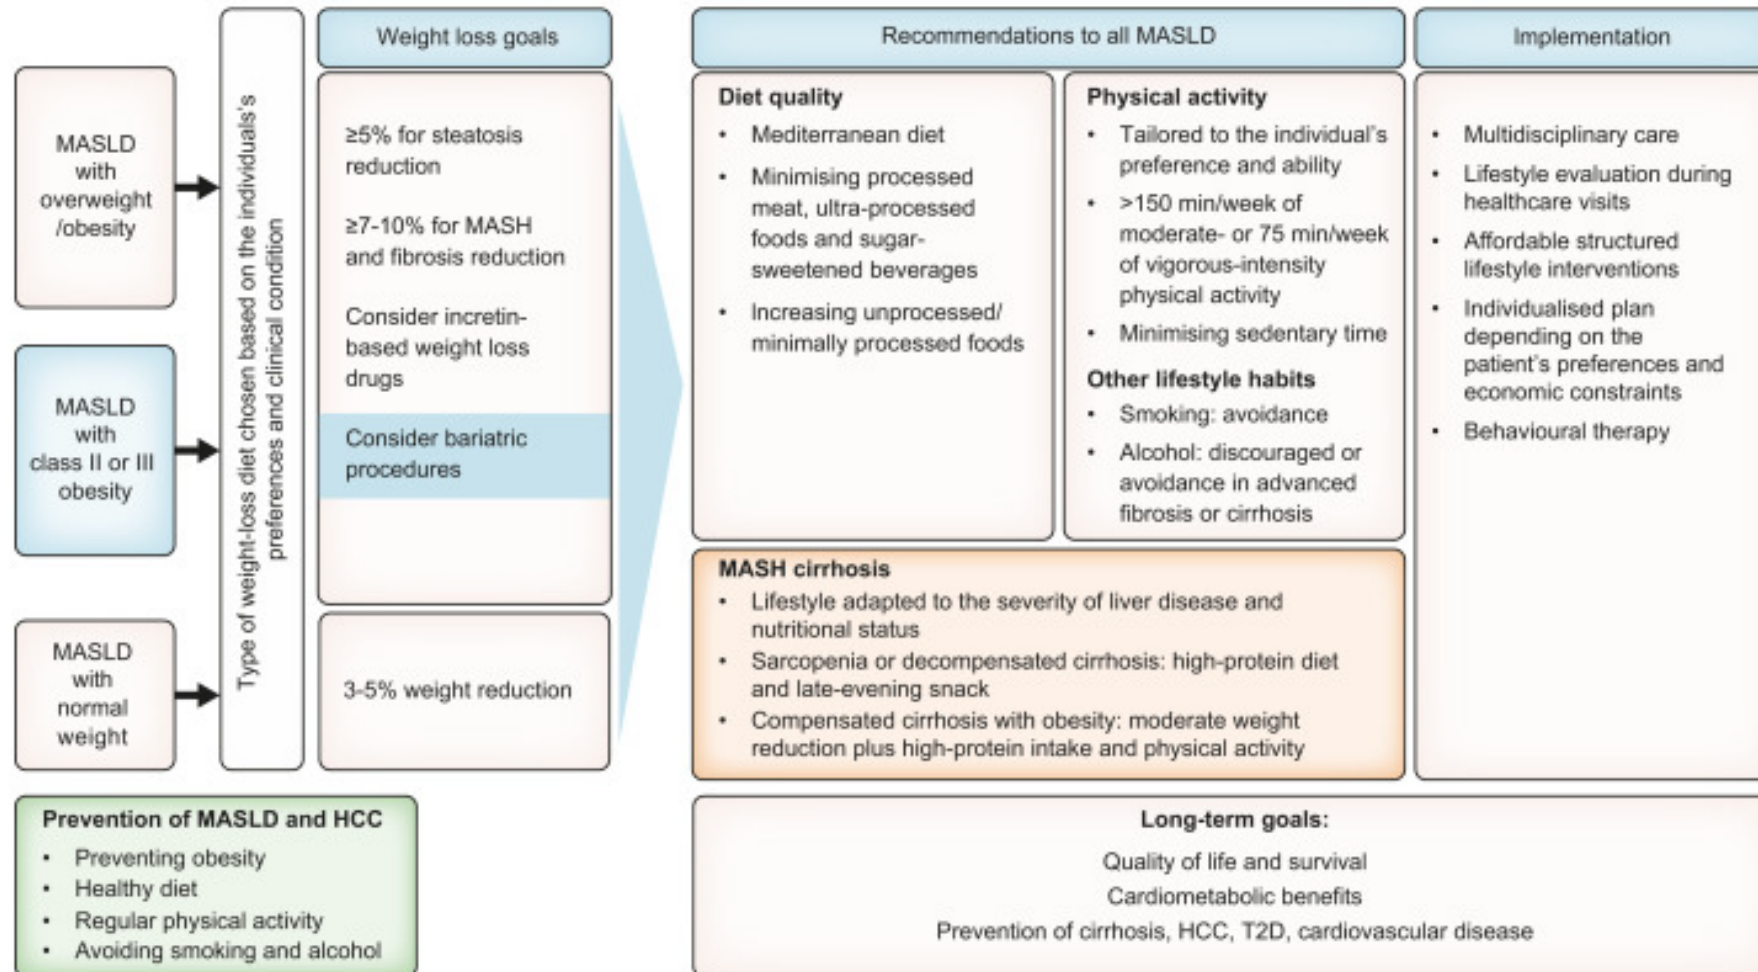 MASLD
with
overweight
/obesity
MASLD
with
class II or III
obesity
MASLD
with
normal
weight
Type of weight-loss diet chosen based on the individuals's
preferences and clinical condition
Weight loss goals
≥5% for steatosis
reduction
≥7-10% for MASH
and fibrosis reduction
Consider incretin-
based weight loss
drugs
Consider bariatric
procedures
3-5% weight reduction
Recommendations to all MASLD
Diet quality
• Mediterranean diet
• Minimising processed
meat, ultra-processed
foods and sugar-
sweetened beverages
• Increasing unprocessed/
minimally processed foods
Physical activity
• Tailored to the individual's
preference and ability
• >150 min/week of
moderate- or 75 min/week
of vigorous-intensity
physical activity
• Minimising sedentary time
Other lifestyle habits
• Smoking: avoidance
• Alcohol: discouraged or
avoidance in advanced
fibrosis or cirrhosis
MASH cirrhosis
• Lifestyle adapted to the severity of liver disease and
nutritional status
• Sarcopenia or decompensated cirrhosis: high-protein diet
and late-evening snack
• Compensated cirrhosis with obesity: moderate weight
reduction plus high-protein intake and physical activity
Implementation
• Multidisciplinary care
• Lifestyle evaluation during
healthcare visits
• Affordable structured
lifestyle interventions
• Individualised plan
depending on the
patient's preferences and
economic constraints
• Behavioural therapy
Prevention of MASLD and HCC
• Preventing obesity
• Healthy diet
• Regular physical activity
• Avoiding smoking and alcohol
Long-term goals:
Quality of life and survival
Cardiometabolic benefits
Prevention of cirrhosis, HCC, T2D, cardiovascular disease